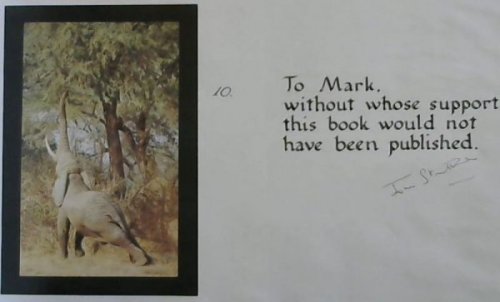 10.
To Mark,
without whose support
this book would not
have been published.